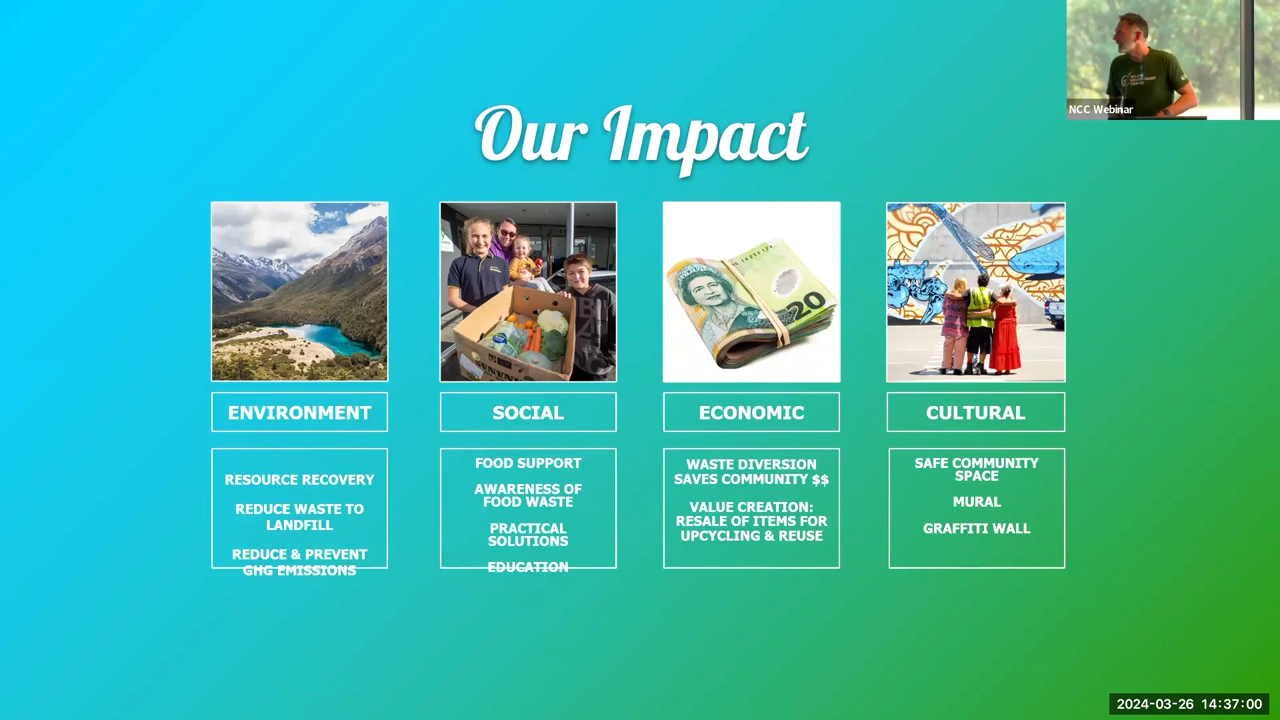 NCC Webinar
Our Impact
20
ENVIRONMENT
SOCIAL
ECONOMIC
CULTURAL
RESOURCE RECOVERY
REDUCE WASTE TO
LANDFILL
REDUCE & PREVENT
GHG EMISSIONS
FOOD SUPPORT
AWARENESS OF
FOOD WASTE
PRACTICAL
SOLUTIONS
EDUCATION
WASTE DIVERSION
SAVES COMMUNITY $$
VALUE CREATION:
RESALE OF ITEMS FOR
UPCYCLING & REUSE
SAFE COMMUNITY
SPACE
MURAL
GRAFFITI WALL
2024-03-26 14:37:00